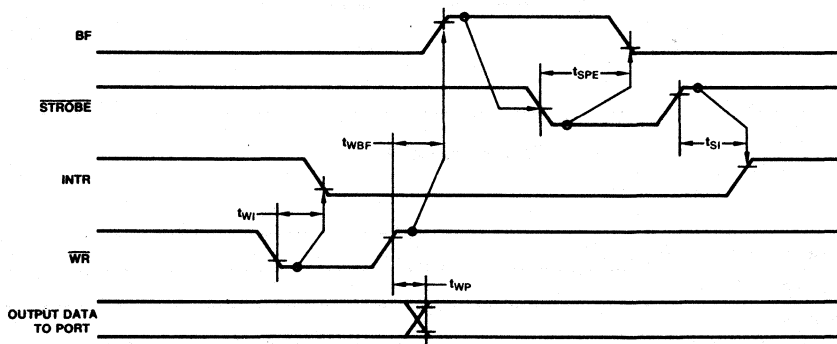 BF
tSPE
STROBE
tWBF
tSI
INTR
tWI
WR
tWP
OUTPUT DATA
TO PORT